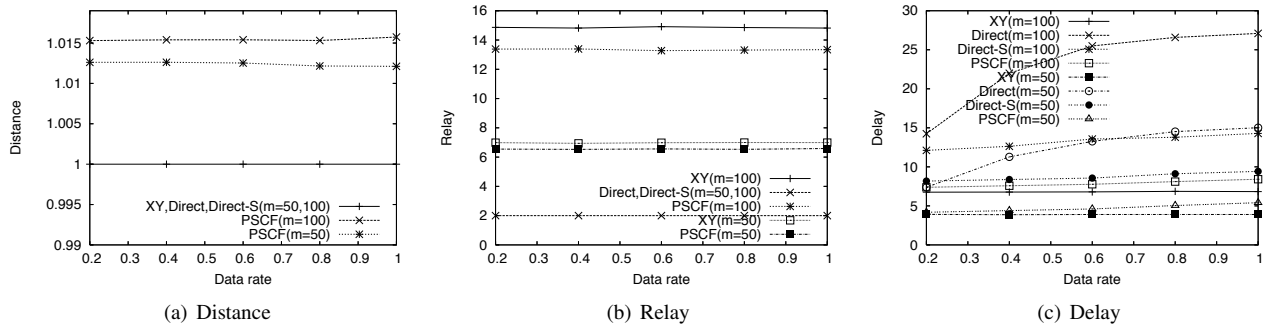 1.015
1.01
1.005
1
0.995
0.99
Distance
0.2 0.3 0.4 0.5 0.6 0.7 0.8 0.9 1
Data rate
XY,Direct,Direct-S(m=50,100)
PSCF(m=100)
PSCF(m=50)
(a) Distance
16
14
12
10
8
6
4
2
0
Relay
0.2 0.3 0.4 0.5 0.6 0.7 0.8 0.9 1
Data rate
XY(m=100)
Direct,Direct-S(m=50,100)
PSCF(m=100)
XY(m=50)
PSCF(m=50)
(b) Relay
30
25
20
15
10
5
0
Delay
0.2 0.3 0.4 0.5 0.6 0.7 0.8 0.9 1
Data rate
XY(m=100)
Direct(m=100)
Direct-S(m=100)
PSCF(m=100)
XY(m=50)
Direct(m=50)
Direct-S(m=50)
PSCF(m=50)
(c) Delay